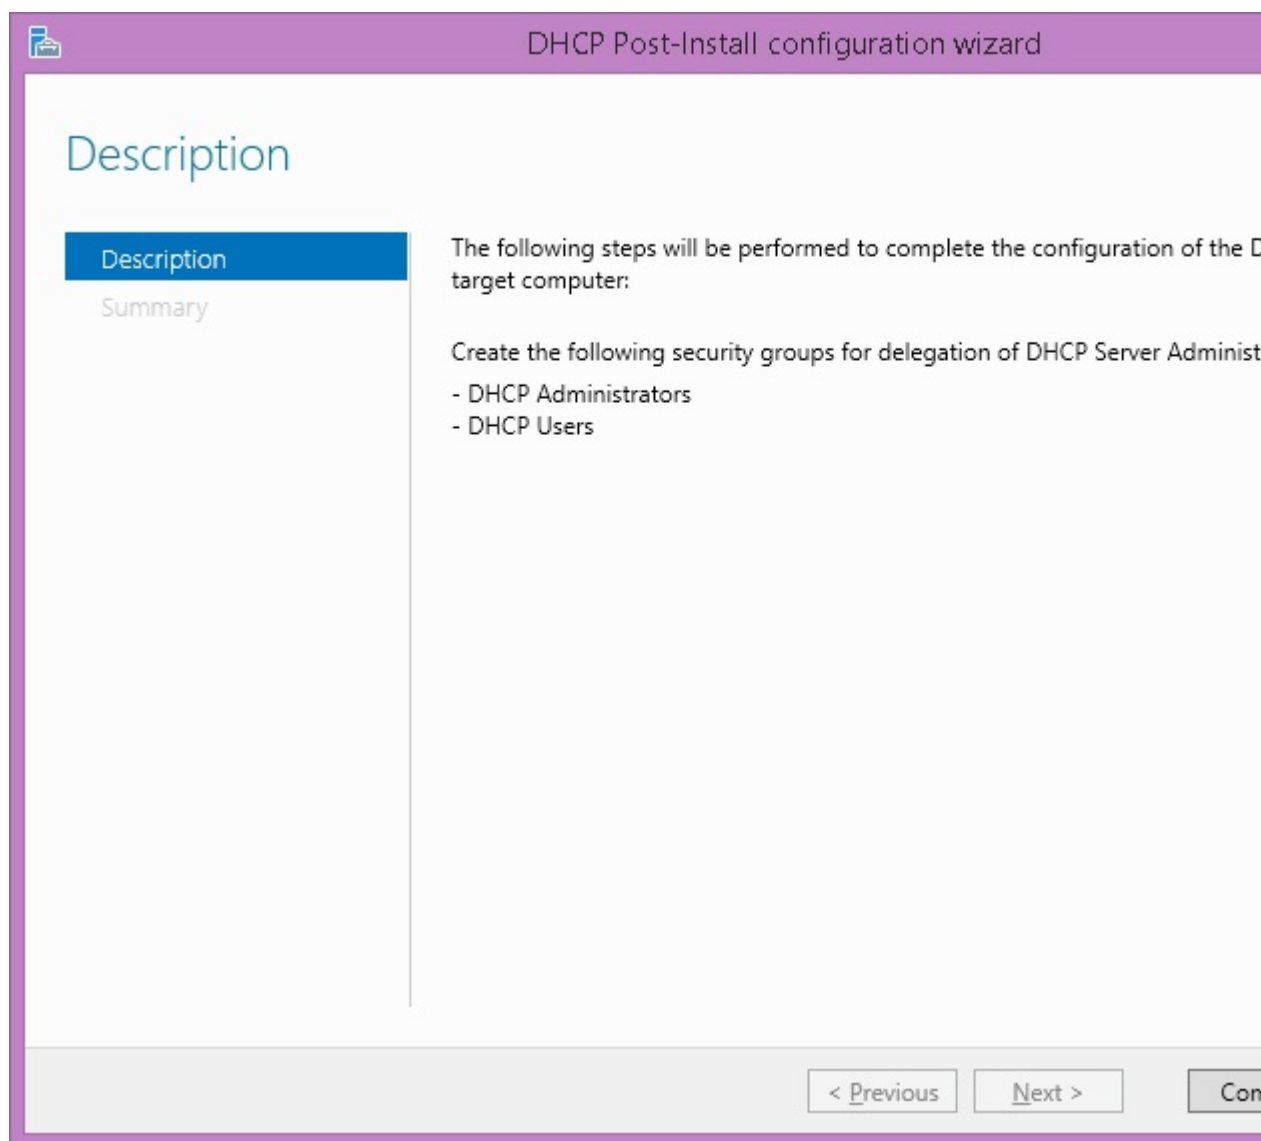 DHCP Post-Install configuration wizard
Description
Description
Summary
The following steps will be performed to complete the configuration of the
target computer:
Create the following security groups for delegation of DHCP Server
- DHCP Administrators
- DHCP Users
< Previous
Next >